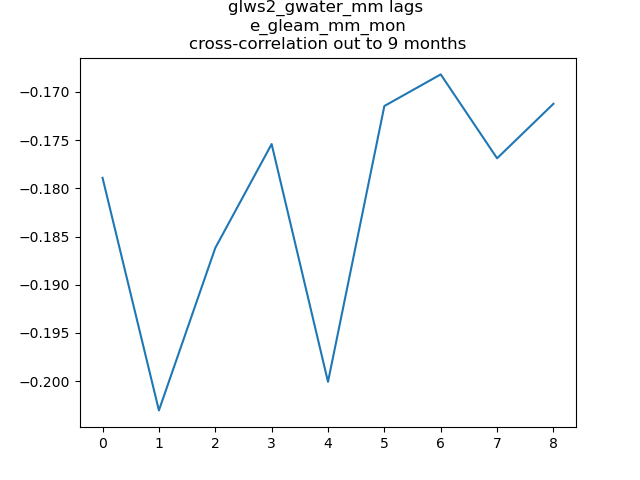 glws2_gwater_mm lags
e_gleam_mm_mon
cross-correlation out to 9 months
−0.170
−0.175
−0.180
−0.185
−0.190
−0.195
−0.200
0 1 2 3 4 5 6 7 8